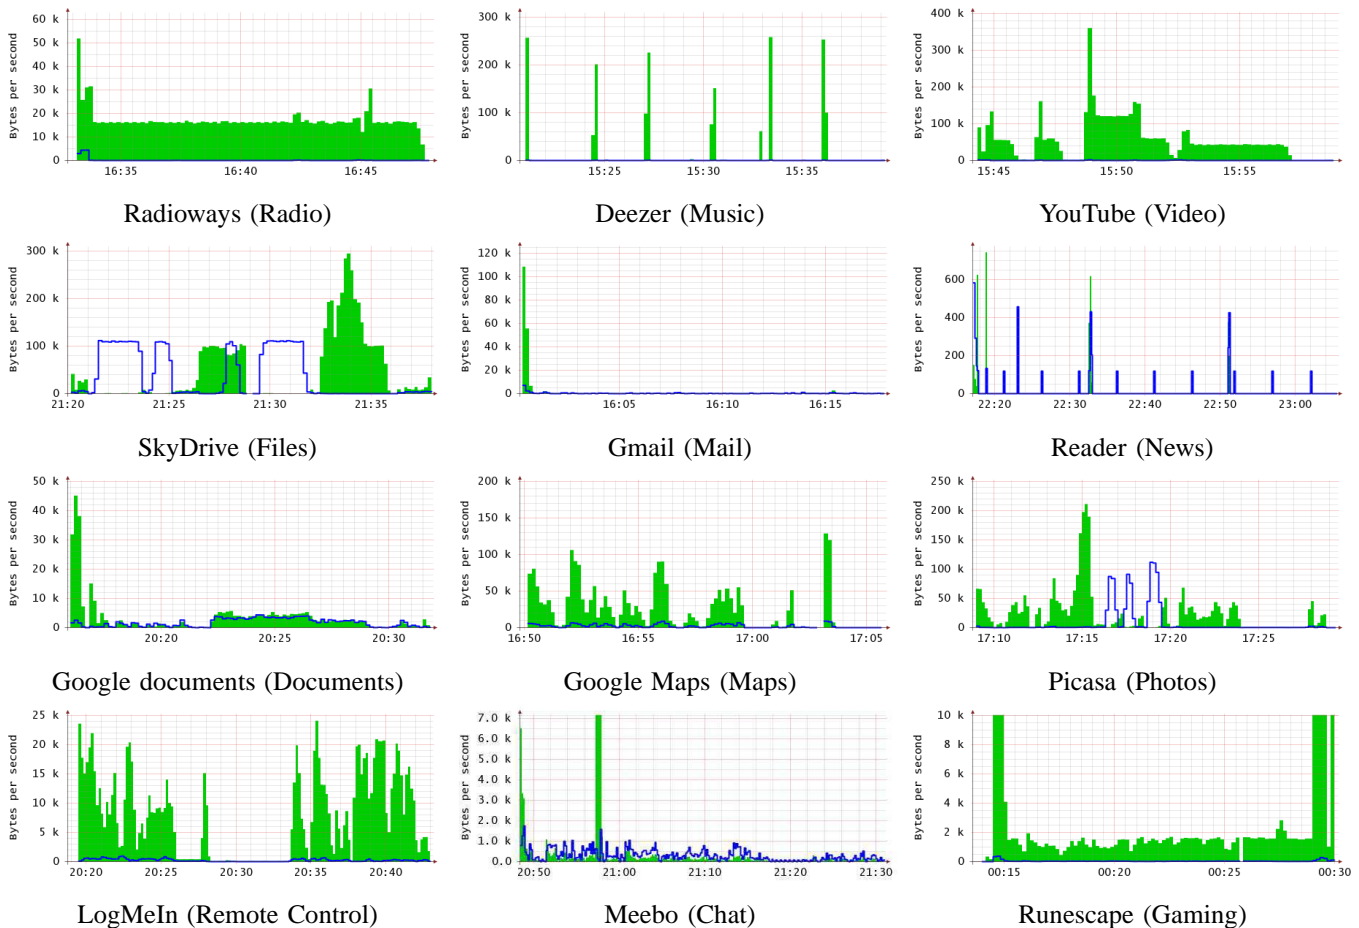 Bytes per second
60 k
50 k
40 k
30 k
20 k
10 k
0
16:35 16:40 16:45
Radioways (Radio)
Bytes per second
300 k
200 k
100 k
0
15:25 15:30 15:35
Deezer (Music)
Bytes per second
400 k
300 k
200 k
100 k
0
15:45 15:50 15:55
YouTube (Video)
Bytes per second
300 k
200 k
100 k
0
21:20 21:25 21:30 21:35
SkyDrive (Files)
Bytes per second
120 k
100 k
80 k
60 k
40 k
20 k
0
16:05 16:10 16:15
Gmail (Mail)
Bytes per second
600
400
200
0
22:20 22:30 22:40 22:50 23:00
Reader (News)
Bytes per second
50 k
40 k
30 k
20 k
10 k
0
20:20 20:25 20:30
Google documents (Documents)
Bytes per second
200 k
150 k
100 k
50 k
0
16:50 16:55 17:00 17:05
Google Maps (Maps)
Bytes per second
250 k
200 k
150 k
100 k
50 k
0
17:10 17:15 17:20 17:25
Picasa (Photos)
Bytes per second
25 k
20 k
15 k
10 k
5 k
0
20:20 20:25 20:30 20:35 20:40
LogMeIn (Remote Control)
Bytes per second
7.0 k
6.0 k
5.0 k
4.0 k
3.0 k
2.0 k
1.0 k
0.0
20:50 21:00 21:10 21:20 21:30
Meebo (Chat)
Bytes per second
10 k
8 k
6 k
4 k
2 k
0
00:15 00:20 00:25 00:30
Runescape (Gaming)